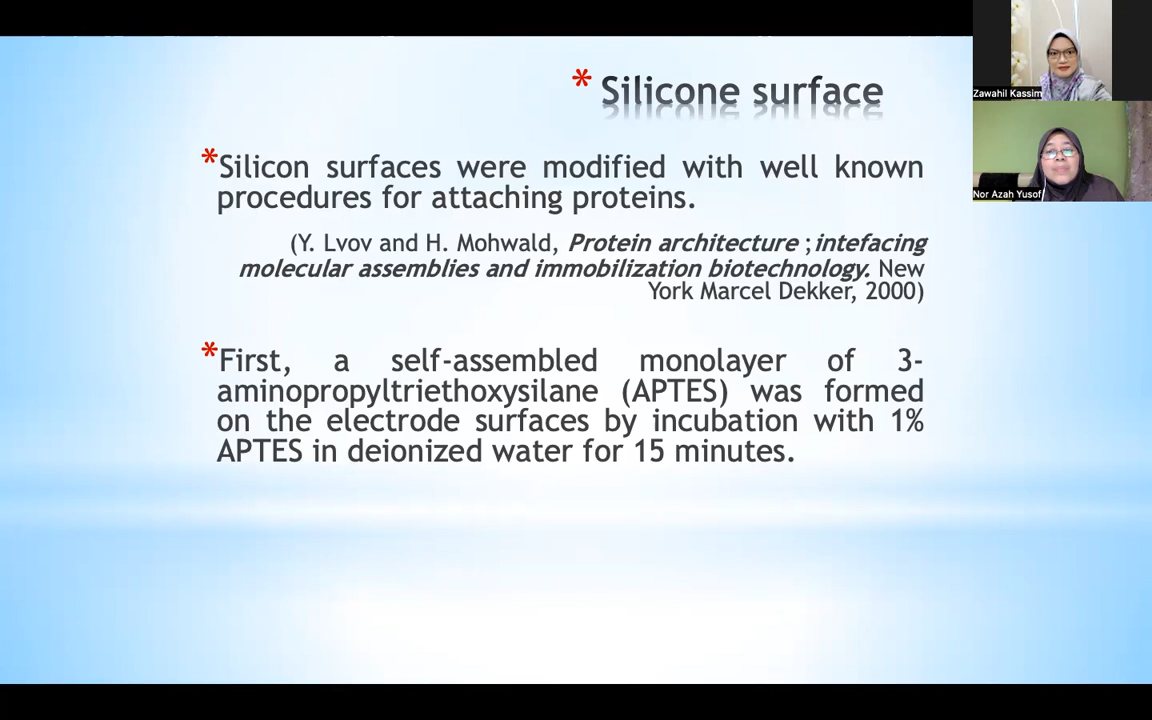 * Silicone surface
*Silicon surfaces were modified with well known
procedures for attaching proteins.
(Y. Lvov and H. Mohwald, Protein architecture ; intefacing
molecular assemblies and immobilization biotechnology. New
York Marcel Dekker, 2000)
*First, a self-assembled monolayer of 3-
aminopropyltriethoxysilane (APTES) was formed
on the electrode surfaces by incubation with 1%
APTES in deionized water for 15 minutes.
Zawahil Kassim
Nor Azah Yusof